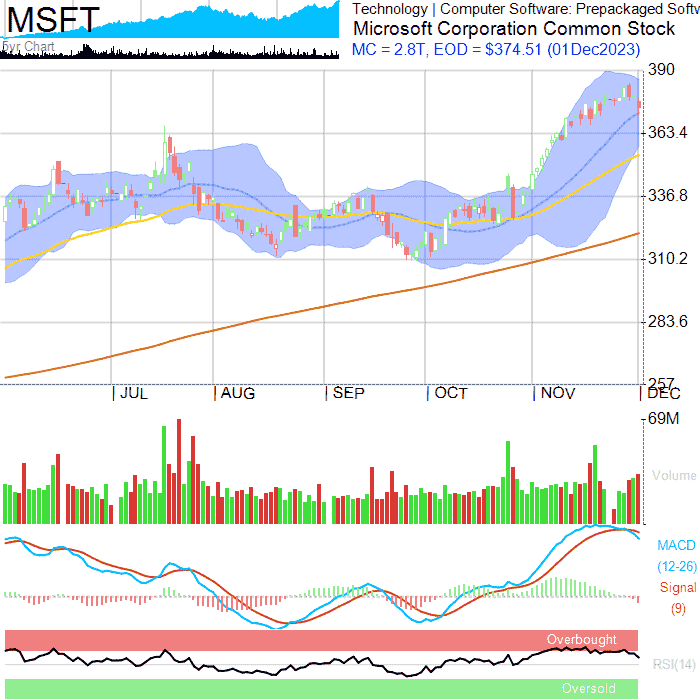 MSFT
5yr Chart
Technology | Computer Software: Prepackaged Softw
Microsoft Corporation Common Stock
MC = 2.8T, EOD = $374.51 (01Dec2023)
390
363.4
336.8
310.2
283.6
257
JUL
AUG
SEP
OCT
NOV
DEC
69M
Volume
MACD
(12-26)
Signal
(9)
Overbought
RSI(14)
Oversold